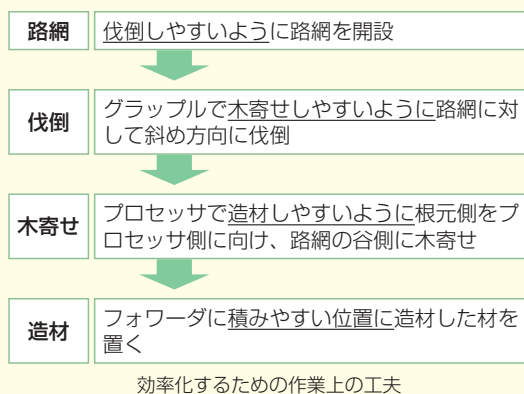 路網
伐倒しやすいように路網を開設
伐倒
グラップルで木寄せしやすいように路網に対
して斜め方向に伐倒
木寄せ
プロセッサで造材しやすいように根元側をプ
ロセッサ側に向け、路網の谷側に木寄せ
造材
フォワーダに積みやすい位置に造材した材を
置く
効率化するための作業上の工夫